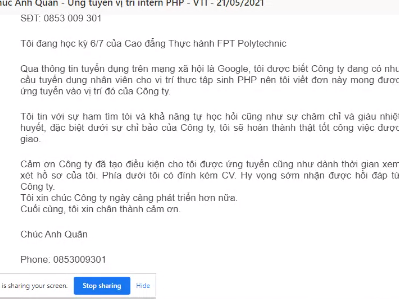 húc Anh Quân - Ứng tuyển vị trí intern PHP - VTI - 21/05/2021
SĐT: 0853 009 301
Tôi đang học kỳ 6/7 của Cao đẳng Thực hành FPT Polytechnic
Qua thông tin tuyển dụng trên mạng xã hội là Google, tôi được biết Công ty đang có nhu
cầu tuyển dụng nhân viên cho vị trí thực tâp sinh PHP nên tôi viết đơn này mong được
ứng tuyển vào vị trí đó của Công ty.
Tôi tin với sự ham tìm tòi và khả năng tự học hỏi cũng như sự chăm chỉ và giàu nhiệt
huyết, đặc biệt dưới sự chỉ bảo của Công ty, tôi sẽ hoàn thành thật tốt công việc được
giao.
Cảm ơn Công ty đã tạo điều kiện cho tôi được ứng tuyển cũng như dành thời gian xem
xét hồ sơ của tôi. Phía dưới tôi có đính kèm CV. Hy vọng sớm nhận được hồi đáp từ
Công ty.
Tôi xin chúc Công ty ngày càng phát triển hơn nữa.
Cuối cùng, tôi xin chân thành cảm ơn.
Chúc Anh Quân
Phone: 0853009301
is sharing your screen. Stop sharing Hide